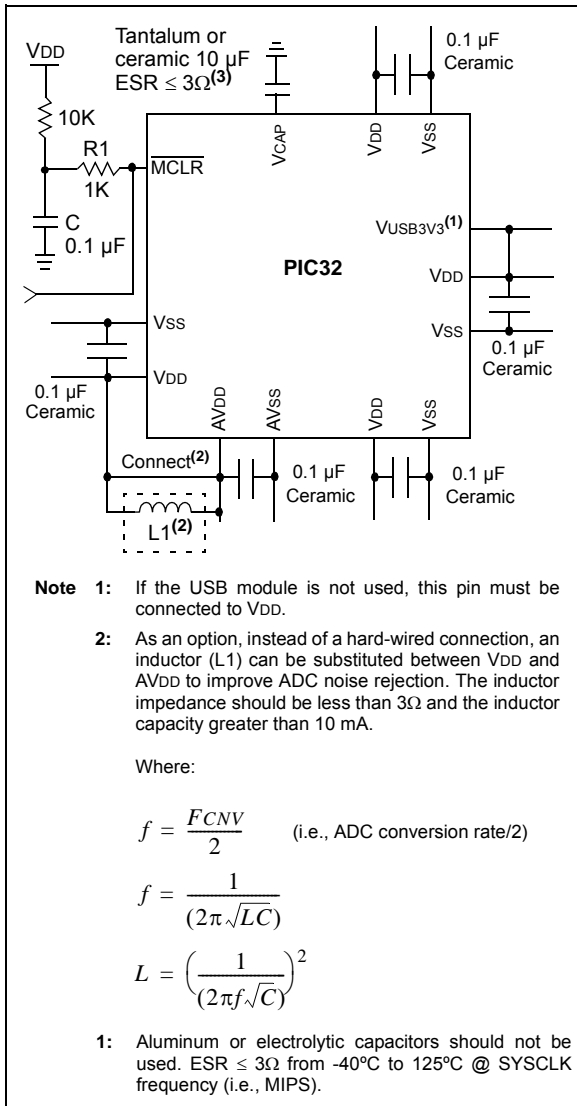 Tantalum or
ceramic 10 µF
ESR ≤ 3Ω(3)
0.1 µF
Ceramic
VDD
10K
R1
1K
MCLR
VCAP
VDD
VSS
C
0.1 µF
VUSB3V3(1)
PIC32
VDD
VSS
VSS
0.1 µF
Ceramic
VDD
0.1 µF
Ceramic
AVDD
AVSS
VDD
VSS
Connect(2)
0.1 µF
Ceramic
0.1 µF
Ceramic
L1(2)
Note 1: If the USB module is not used, this pin must be
connected to VDD.
2: As an option, instead of a hard-wired connection, an
inductor (L1) can be substituted between VDD and
AVDD to improve ADC noise rejection. The inductor
impedance should be less than 3Ω and the inductor
capacity greater than 10 mA.
Where:
f = FCNV / 2 (i.e., ADC conversion rate/2)
f = 1 / (2π√LC)
L = (1 / (2πf√C))²
1: Aluminum or electrolytic capacitors should not be
used. ESR ≤ 3Ω from -40ºC to 125ºC @ SYSCLK
frequency (i.e., MIPS).